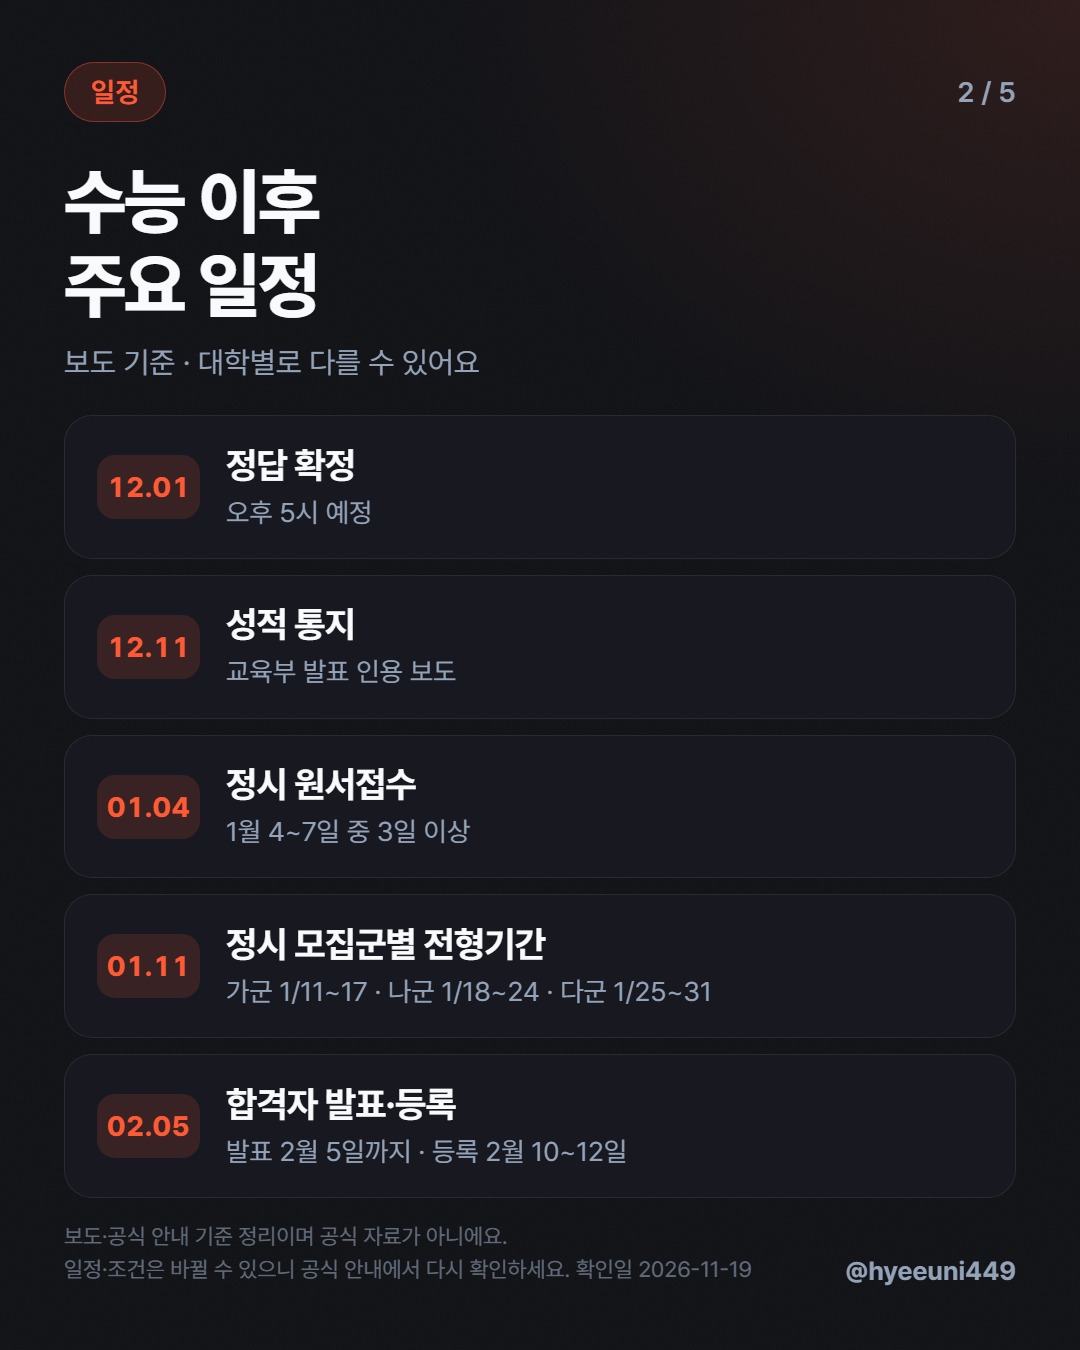 일정
2 / 5
수능 이후
주요 일정
보도 기준 · 대학별로 다를 수 있어요
12.01
정답 확정
오후 5시 예정
12.11
성적 통지
교육부 발표 인용 보도
01.04
정시 원서접수
1월 4~7일 중 3일 이상
01.11
정시 모집군별 전형기간
가군 1/11~17 · 나군 1/18~24 · 다군 1/25~31
02.05
합격자 발표·등록
발표 2월 5일까지 · 등록 2월 10~12일
보도·공식 안내 기준 정리이며 공식 자료가 아니에요.
일정·조건은 바뀔 수 있으니 공식 안내에서 다시 확인하세요. 확인일 2026-11-19
@hyeeuni449